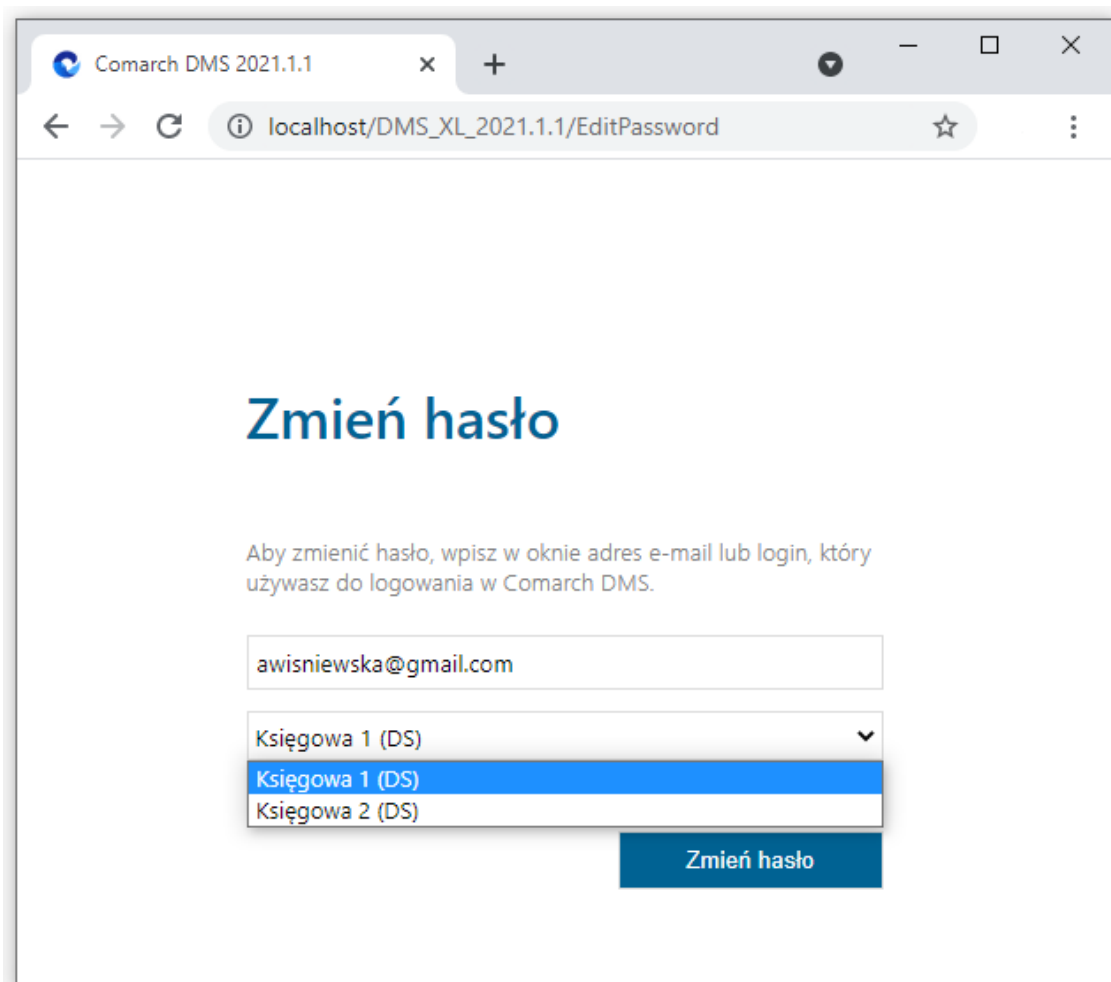 Comarch DMS 2021.1.1
localhost/DMS_XL_2021.1.1/EditPassword
Zmień hasło
Aby zmienić hasło, wpisz w oknie adres e-mail lub login, który
używasz do logowania w Comarch DMS.
awisniewska@gmail.com
Księgowa 1 (DS)
Księgowa 1 (DS)
Księgowa 2 (DS)
Zmień hasło